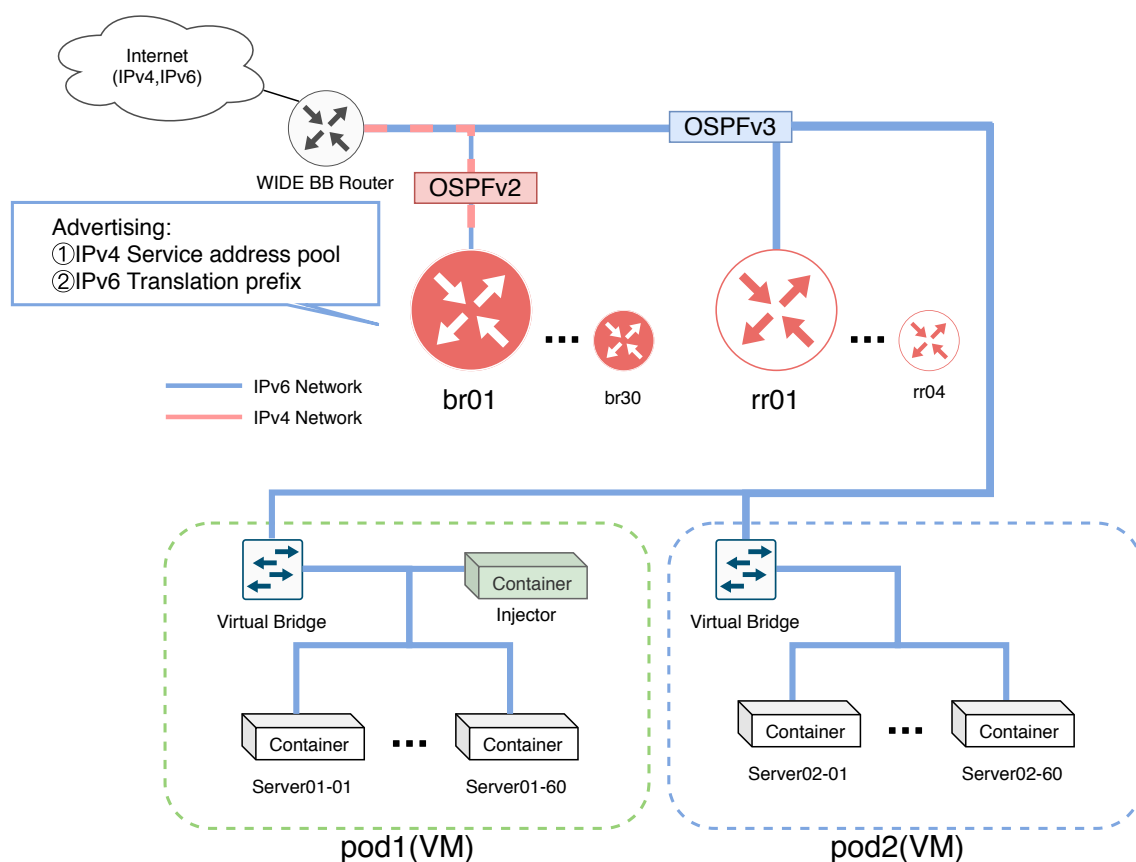 Internet
(IPv4,IPv6)
WIDE BB Router
OSPFv3
OSPFv2
Advertising:
①IPv4 Service address pool
②IPv6 Translation prefix
br01
br30
rr01
rr04
IPv6 Network
IPv4 Network
Virtual Bridge
Container
Injector
Container
Container
Server01-01
Server01-60
pod1(VM)
Virtual Bridge
Container
Container
Server02-01
Server02-60
pod2(VM)